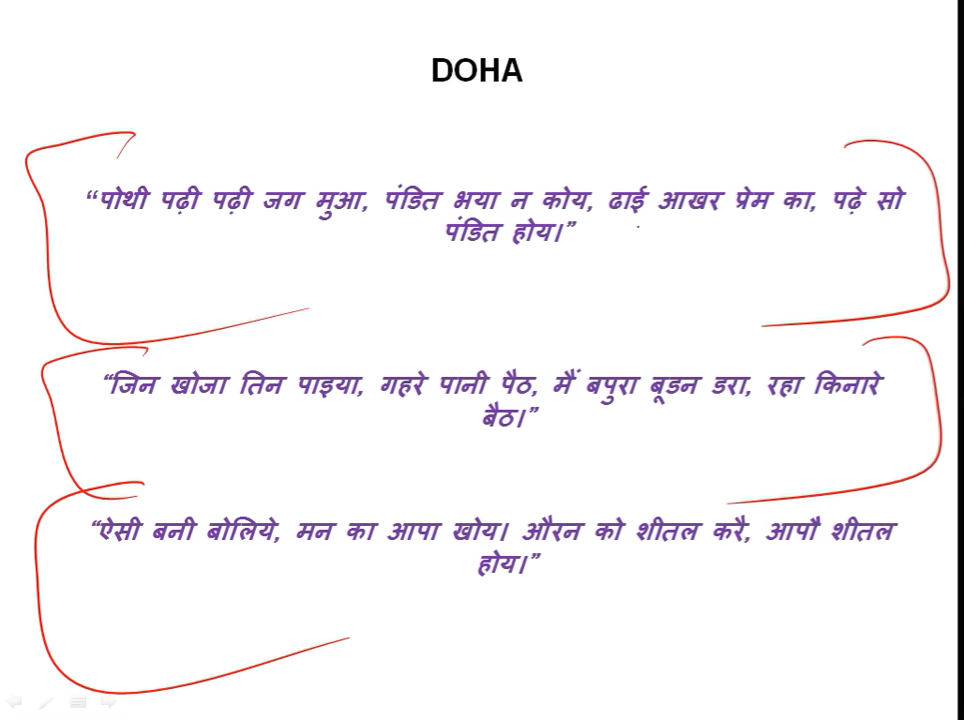 DOHA
“पोथी पढ़ी पढ़ी जग मुआ, पंडित भया न कोय, ढाई आखर प्रेम का, पढ़े सो
पंडित होय।”
“जिन खोजा तिन पाइया, गहरे पानी पैठ, मैं बपुरा बूडन डरा, रहा किनारे
बैठ।”
“ऐसी बनी बोलिये, मन का आपा खोय। औरन को शीतल करै, आपौ शीतल
होय।”